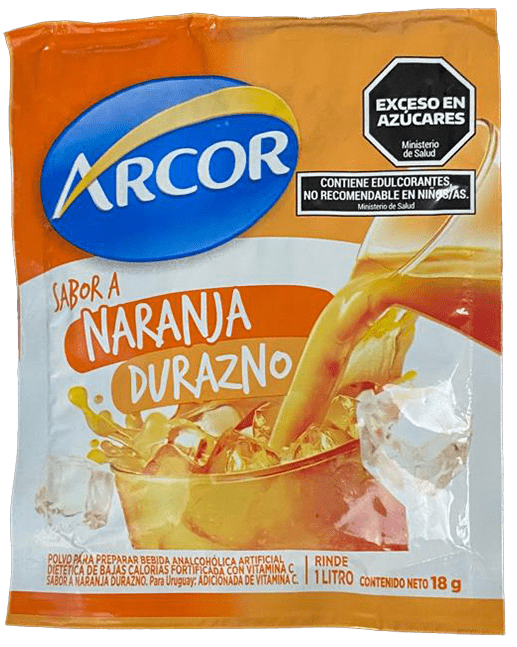 ARCOR
EXCESO EN
AZÚCARES
Ministerio
de Salud
CONTIENE EDULCORANTES,
NO RECOMENDABLE EN NIÑOS/AS.
Ministerio de Salud
SABOR A
NARANJA
DURAZNO
POLVO PARA PREPARAR BEBIDA ANALCOHÓLICA ARTIFICIAL
DIETÉTICA DE BAJAS CALORÍAS FORTIFICADA CON VITAMINA C
SABOR A NARANJA DURAZNO. Para Uruguay: ADICIONADA DE VITAMINA C.
RINDE
1 LITRO
CONTENIDO NETO 18 g